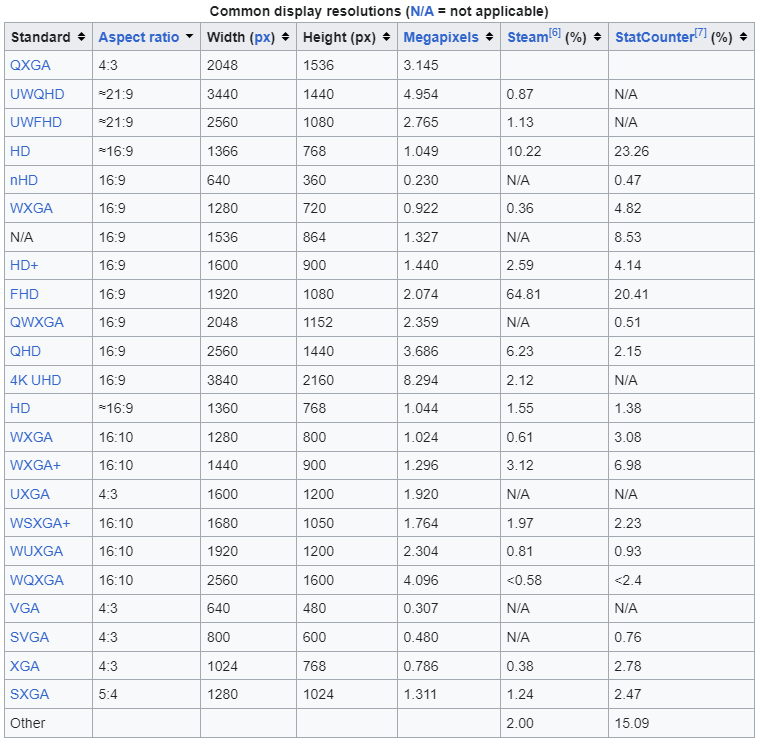 Common display resolutions (N/A = not applicable)
Standard Aspect ratio Width (px) Height (px) Megapixels Steam[6] (%) StatCounter[7] (%)
QXGA 4:3 2048 1536 3.145
UWQHD ≈21:9 3440 1440 4.954 0.87 N/A
UWFHD ≈21:9 2560 1080 2.765 1.13 N/A
HD ≈16:9 1366 768 1.049 10.22 23.26
nHD 16:9 640 360 0.230 N/A 0.47
WXGA 16:9 1280 720 0.922 0.36 4.82
N/A 16:9 1536 864 1.327 N/A 8.53
HD+ 16:9 1600 900 1.440 2.59 4.14
FHD 16:9 1920 1080 2.074 64.81 20.41
QWXGA 16:9 2048 1152 2.359 N/A 0.51
QHD 16:9 2560 1440 3.686 6.23 2.15
4K UHD 16:9 3840 2160 8.294 2.12 N/A
HD ≈16:9 1360 768 1.044 1.55 1.38
WXGA 16:10 1280 800 1.024 0.61 3.08
WXGA+ 16:10 1440 900 1.296 3.12 6.98
UXGA 4:3 1600 1200 1.920 N/A N/A
WSXGA+ 16:10 1680 1050 1.764 1.97 2.23
WUXGA 16:10 1920 1200 2.304 0.81 0.93
WQXGA 16:10 2560 1600 4.096 <0.58 <2.4
VGA 4:3 640 480 0.307 N/A N/A
SVGA 4:3 800 600 0.480 N/A 0.76
XGA 4:3 1024 768 0.786 0.38 2.78
SXGA 5:4 1280 1024 1.311 1.24 2.47
Other 2.00 15.09